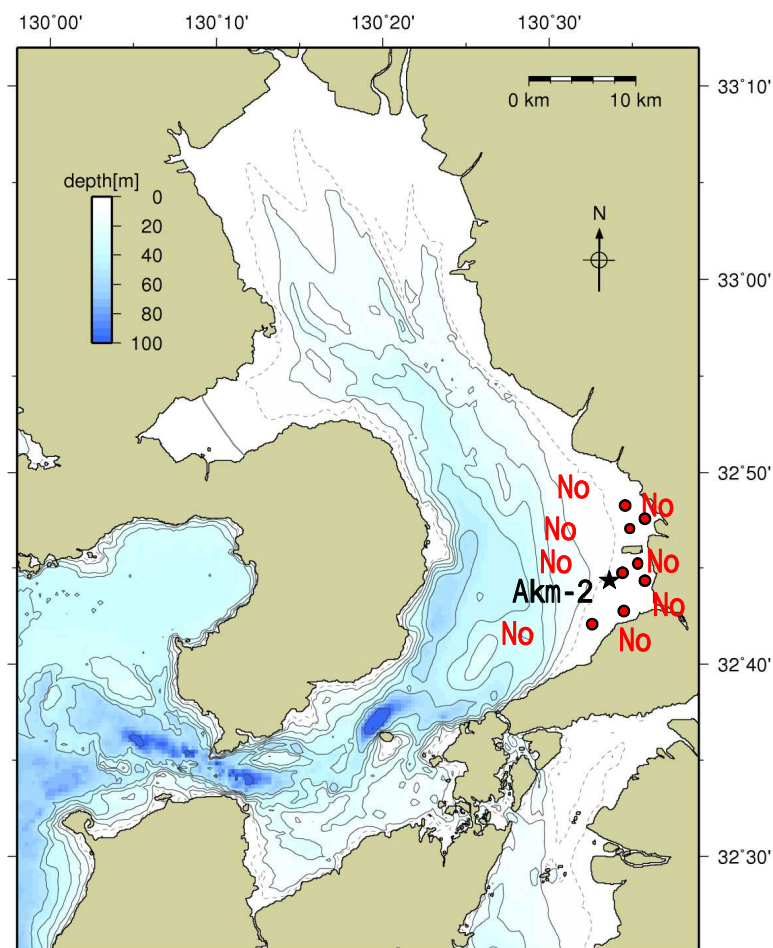 130°00' 130°10' 130°20' 130°30'
33°10'
0 km 10 km
depth[m]
0
20
40
60
80
100
N
33°00'
32°50'
No
No
No
No
No
Akm-2
No
No
No
32°40'
32°30'